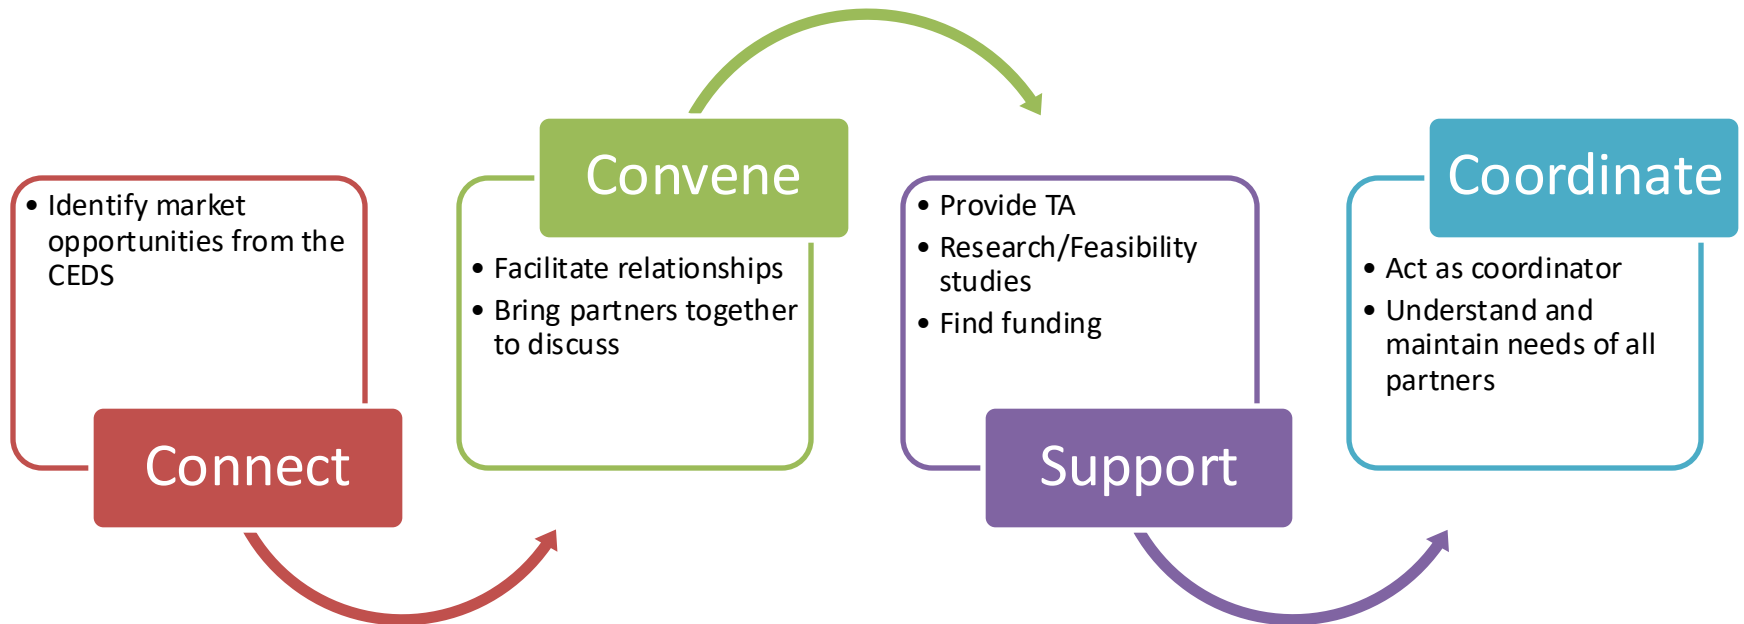 • Identify market
opportunities from the
CEDS
Connect
Convene
• Facilitate relationships
• Bring partners together
to discuss
• Provide TA
• Research/Feasibility
studies
• Find funding
Support
Coordinate
• Act as coordinator
• Understand and
maintain needs of all
partners